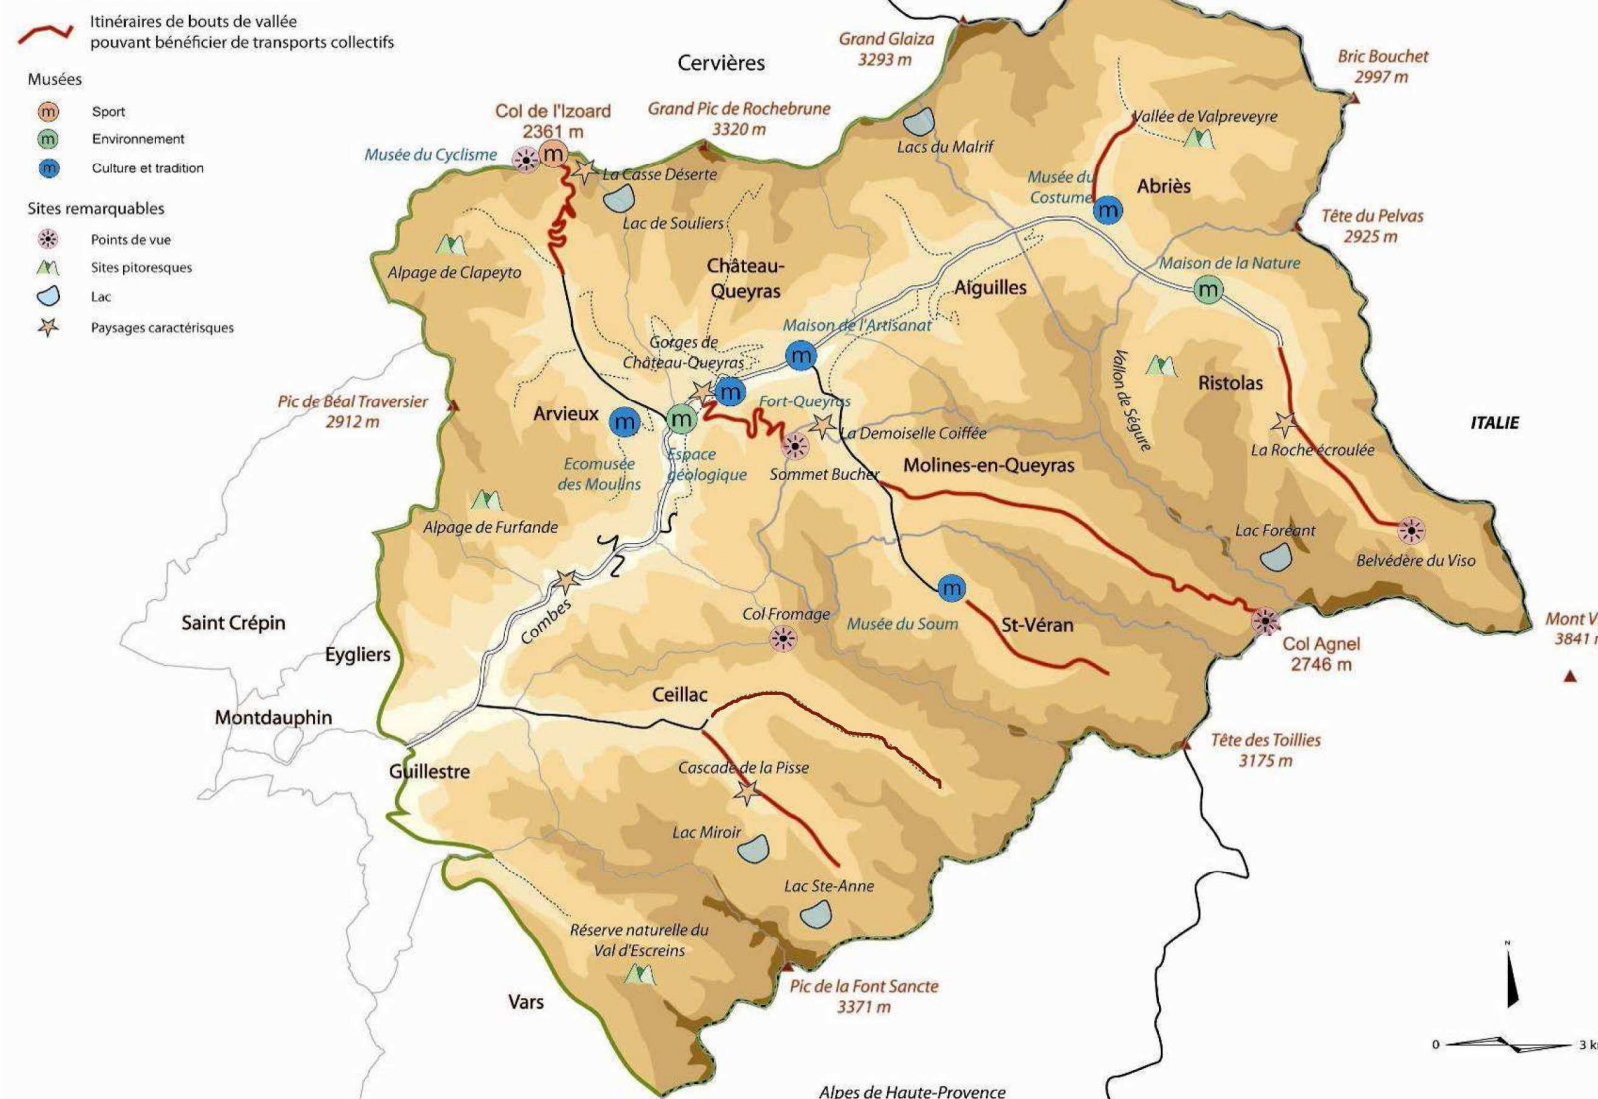 Itinéraires de bouts de vallée
pouvant bénéficier de transports collectifs
Musées
m Sport
m Environnement
m Culture et tradition
Sites remarquables
Points de vue
Sites pitoresques
Lac
Paysages caractérisques
Cervières
Grand Glaiza
3293 m
Bric Bouchet
2997 m
Col de l'Izoard
2361 m
Grand Pic de Rochebrune
3320 m
Musée du Cyclisme
m
La Casse Déserte
Lac de Souliers
Lacs du Malrif
Vallée de Valpreveyre
Musée du
Costume
m
Abriès
Tête du Pelvas
2925 m
Alpage de Clapeyto
Château-
Queyras
Aiguilles
Maison de la Nature
m
Maison de l'Artisanat
m
Gorges de
Château-Queyras
m
Fort-Queyras
Vallon de Ségure
Ristolas
ITALIE
Pic de Béal Traversier
2912 m
Arvieux
m
m
La Demoiselle Coiffée
La Roche écroulée
Ecomusée
des Moulins
Espace
géologique
Sommet Bucher
Molines-en-Queyras
Alpage de Furfande
Lac Foréant
Belvédère du Viso
Combes
Saint Crépin
Eygliers
Col Fromage
Musée du Soum
m
St-Véran
Col Agnel
2746 m
Mont V
3841
Ceillac
Montdauphin
Guillestre
Tête des Toillies
3175 m
Cascade de la Pisse
Lac Miroir
Lac Ste-Anne
Réserve naturelle du
Val d'Escreins
Vars
Pic de la Font Sancte
3371 m
N
0 3 k
Alpes de Haute-Provence